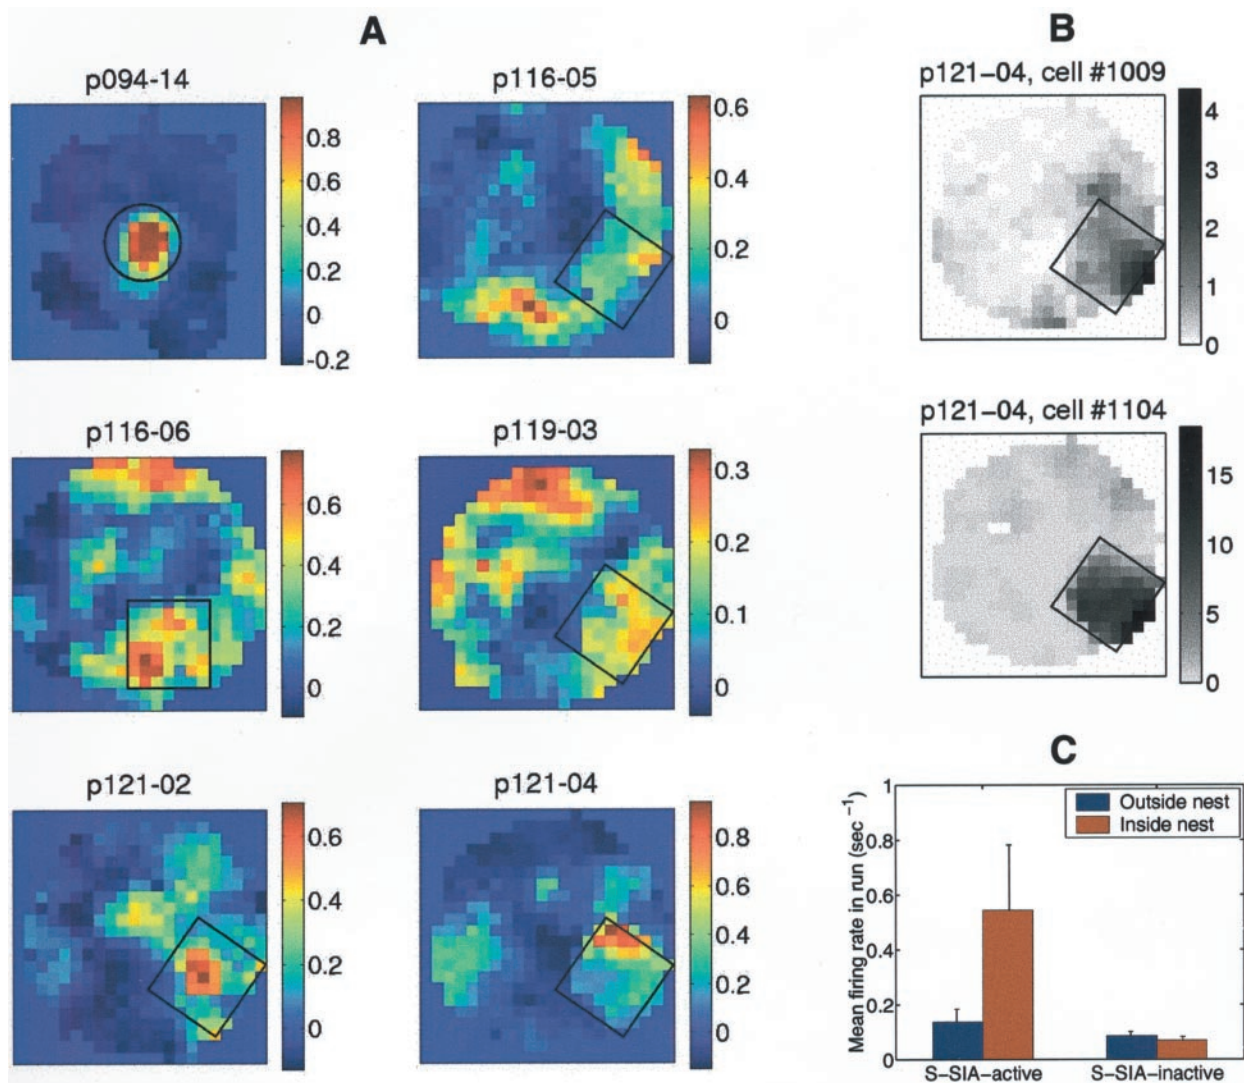 A
B
p094-14
0.8
0.6
0.4
0.2
0
-0.2
p116-05
0.6
0.4
0.2
0
p121-04, cell #1009
4
3
2
1
0
p116-06
0.6
0.4
0.2
0
p119-03
0.3
0.2
0.1
0
p121-04, cell #1104
15
10
5
0
p121-02
0.6
0.4
0.2
0
p121-04
0.8
0.6
0.4
0.2
0
C
Mean firing rate in run (sec⁻¹)
1
0.8
0.6
0.4
0.2
0
Outside nest
Inside nest
S-SIA-active
S-SIA-inactive